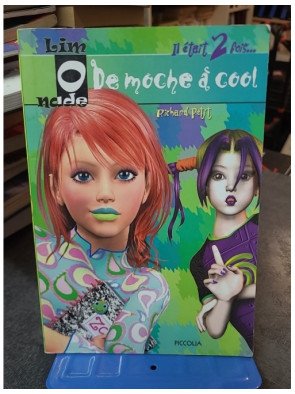 Lim
O
nade
Il était 2 fois...
De moche à cool
Richard Petit
PICCOLIA